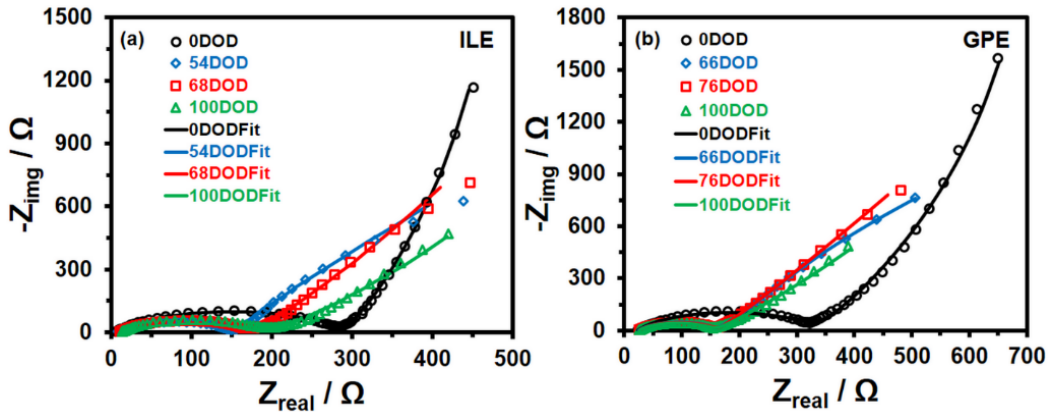 (a)
ILE
0DOD
54DOD
68DOD
100DOD
0DODFit
54DODFit
68DODFit
100DODFit
1500
1200
900
600
300
0
-Zimg / Ω
0 100 200 300 400 500
Zreal / Ω
(b)
GPE
0DOD
66DOD
76DOD
100DOD
0DODFit
66DODFit
76DODFit
100DODFit
1800
1500
1200
900
600
300
0
-Zimg / Ω
0 100 200 300 400 500 600 700
Zreal / Ω